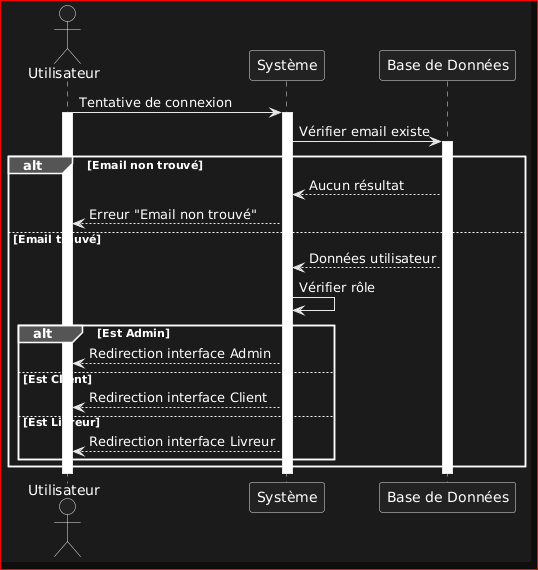 Utilisateur
Système
Base de Données
Tentative de connexion
Vérifier email existe
alt
[Email non trouvé]
Aucun résultat
Erreur "Email non trouvé"
[Email trouvé]
Données utilisateur
Vérifier rôle
alt
[Est Admin]
Redirection interface Admin
[Est Client]
Redirection interface Client
[Est Livreur]
Redirection interface Livreur
Utilisateur
Système
Base de Données